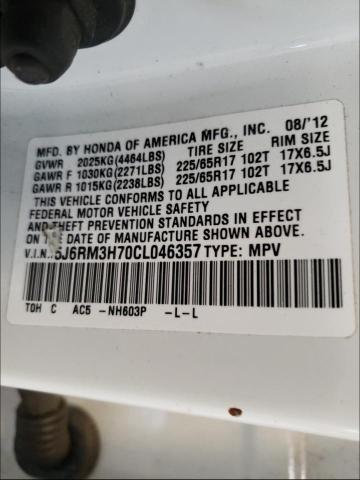 MFD. BY HONDA OF AMERICA MFG., INC. 08/'12
GVWR 2025KG(4464LBS) TIRE SIZE RIM SIZE
GAWR F 1030KG(2271LBS) 225/65R17 102T 17X6.5J
GAWR R 1015KG(2238LBS) 225/65R17 102T 17X6.5J
THIS VEHICLE CONFORMS TO ALL APPLICABLE
FEDERAL MOTOR VEHICLE SAFETY
AND THEFT PREVENTION STANDARDS IN EFFECT
ON THE DATE OF MANUFACTURE SHOWN ABOVE.
V.I.N.:5J6RM3H70CL046357 TYPE: MPV
TOH C AC5 -NH603P -L-L